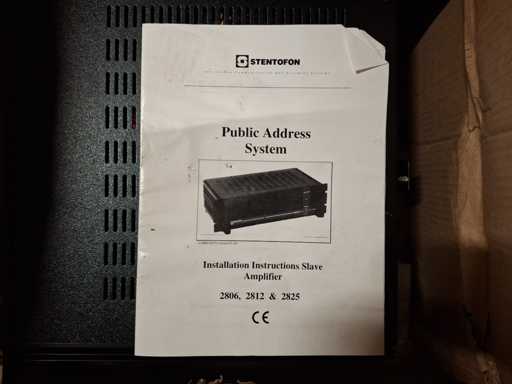 STENTOFON
Public Address
System
Installation Instructions Slave
Amplifier
2806, 2812 & 2825
CE